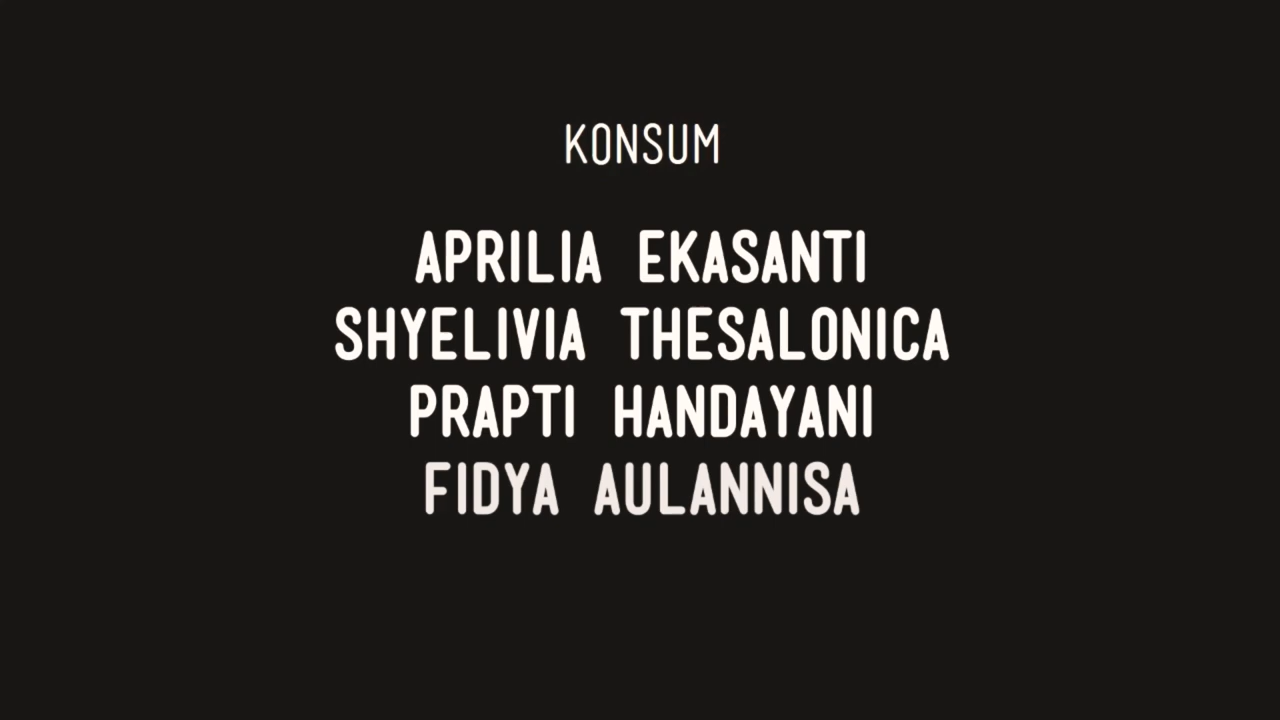 KONSUM
APRILIA EKASANTI
SHYELIVIA THESALONICA
PRAPTI HANDAYANI
FIDYA AULANNISA